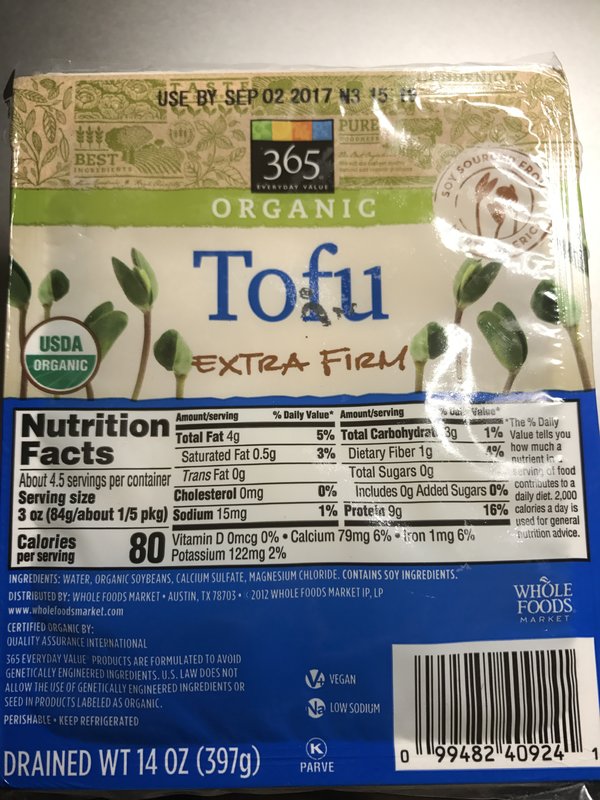 USE BY SEP 02 2017 N3 15
BEST
INGREDIENTS
PURE
365
EVERYDAY VALUE
SOY SOURCED FROM
ORGANIC
Tofu
EXTRA FIRM
USDA
ORGANIC
Nutrition
Facts
About 4.5 servings per container
Serving size
3 oz (84g/about 1/5 pkg)
Calories 80
per serving
Amount/serving % Daily Value*
Total Fat 4g 5%
Saturated Fat 0.5g 3%
Trans Fat 0g
Cholesterol 0mg 0%
Sodium 15mg 1%
Amount/serving % Daily Value*
Total Carbohydrate 3g 1%
Dietary Fiber 1g 4%
Total Sugars 0g
Includes 0g Added Sugars 0%
Protein 9g 16%
Vitamin D 0mcg 0% • Calcium 79mg 6% • Iron 1mg 6%
Potassium 122mg 2%
*The % Daily
Value tells you
how much a
nutrient in a
serving of food
contributes to a
daily diet. 2,000
calories a day is
used for general
nutrition advice.
INGREDIENTS: WATER, ORGANIC SOYBEANS, CALCIUM SULFATE, MAGNESIUM CHLORIDE. CONTAINS SOY INGREDIENTS.
DISTRIBUTED BY: WHOLE FOODS MARKET • AUSTIN, TX 78703 • © 2012 WHOLE FOODS MARKET IP, LP
www.wholefoodsmarket.com
CERTIFIED ORGANIC BY:
QUALITY ASSURANCE INTERNATIONAL
365 EVERYDAY VALUE PRODUCTS ARE FORMULATED TO AVOID
GENETICALLY ENGINEERED INGREDIENTS. U.S. LAW DOES NOT
ALLOW THE USE OF GENETICALLY ENGINEERED INGREDIENTS OR
SEED IN PRODUCTS LABELED AS ORGANIC.
PERISHABLE • KEEP REFRIGERATED
DRAINED WT 14 OZ (397g)
WHOLE
FOODS
MARKET
VEGAN
Na LOW SODIUM
K
PARVE
0 99482 40924 1